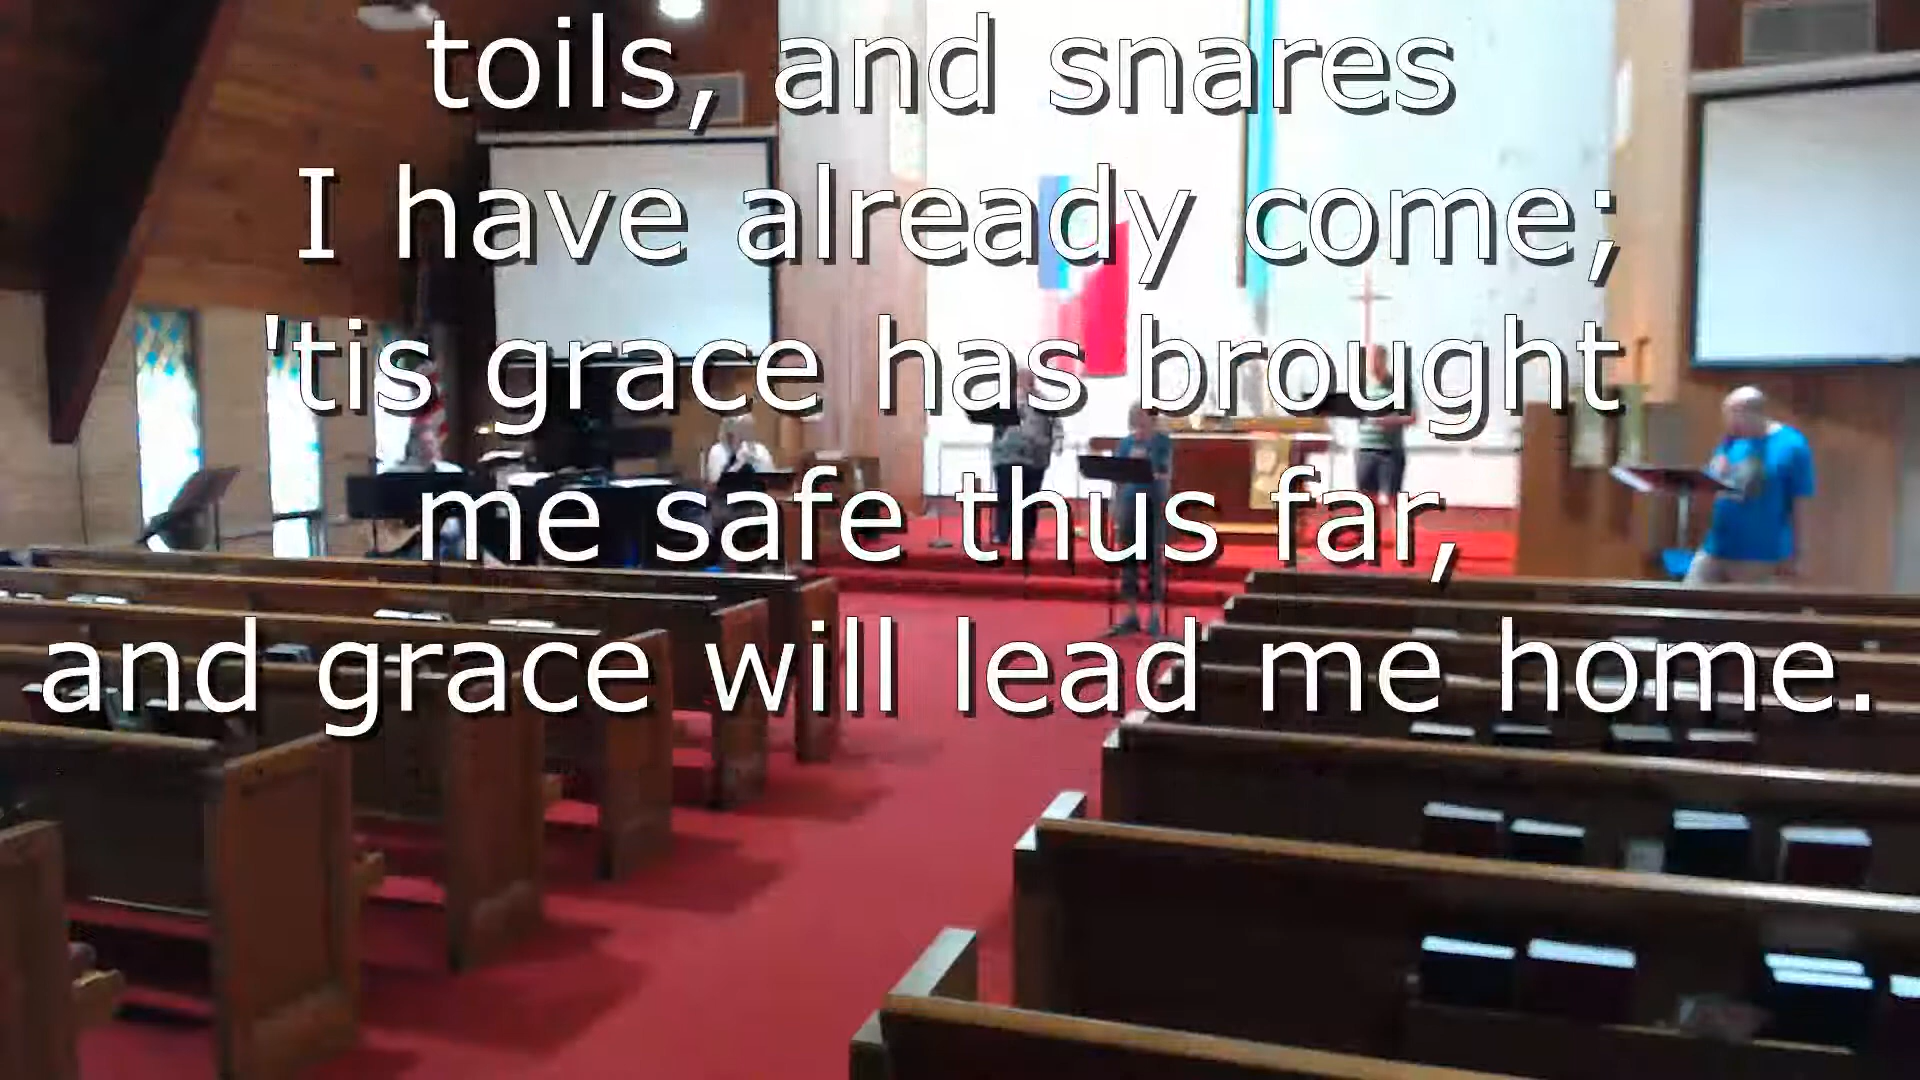 toils, and snares
I have already come;
'tis grace has brought
me safe thus far,
and grace will lead me home.